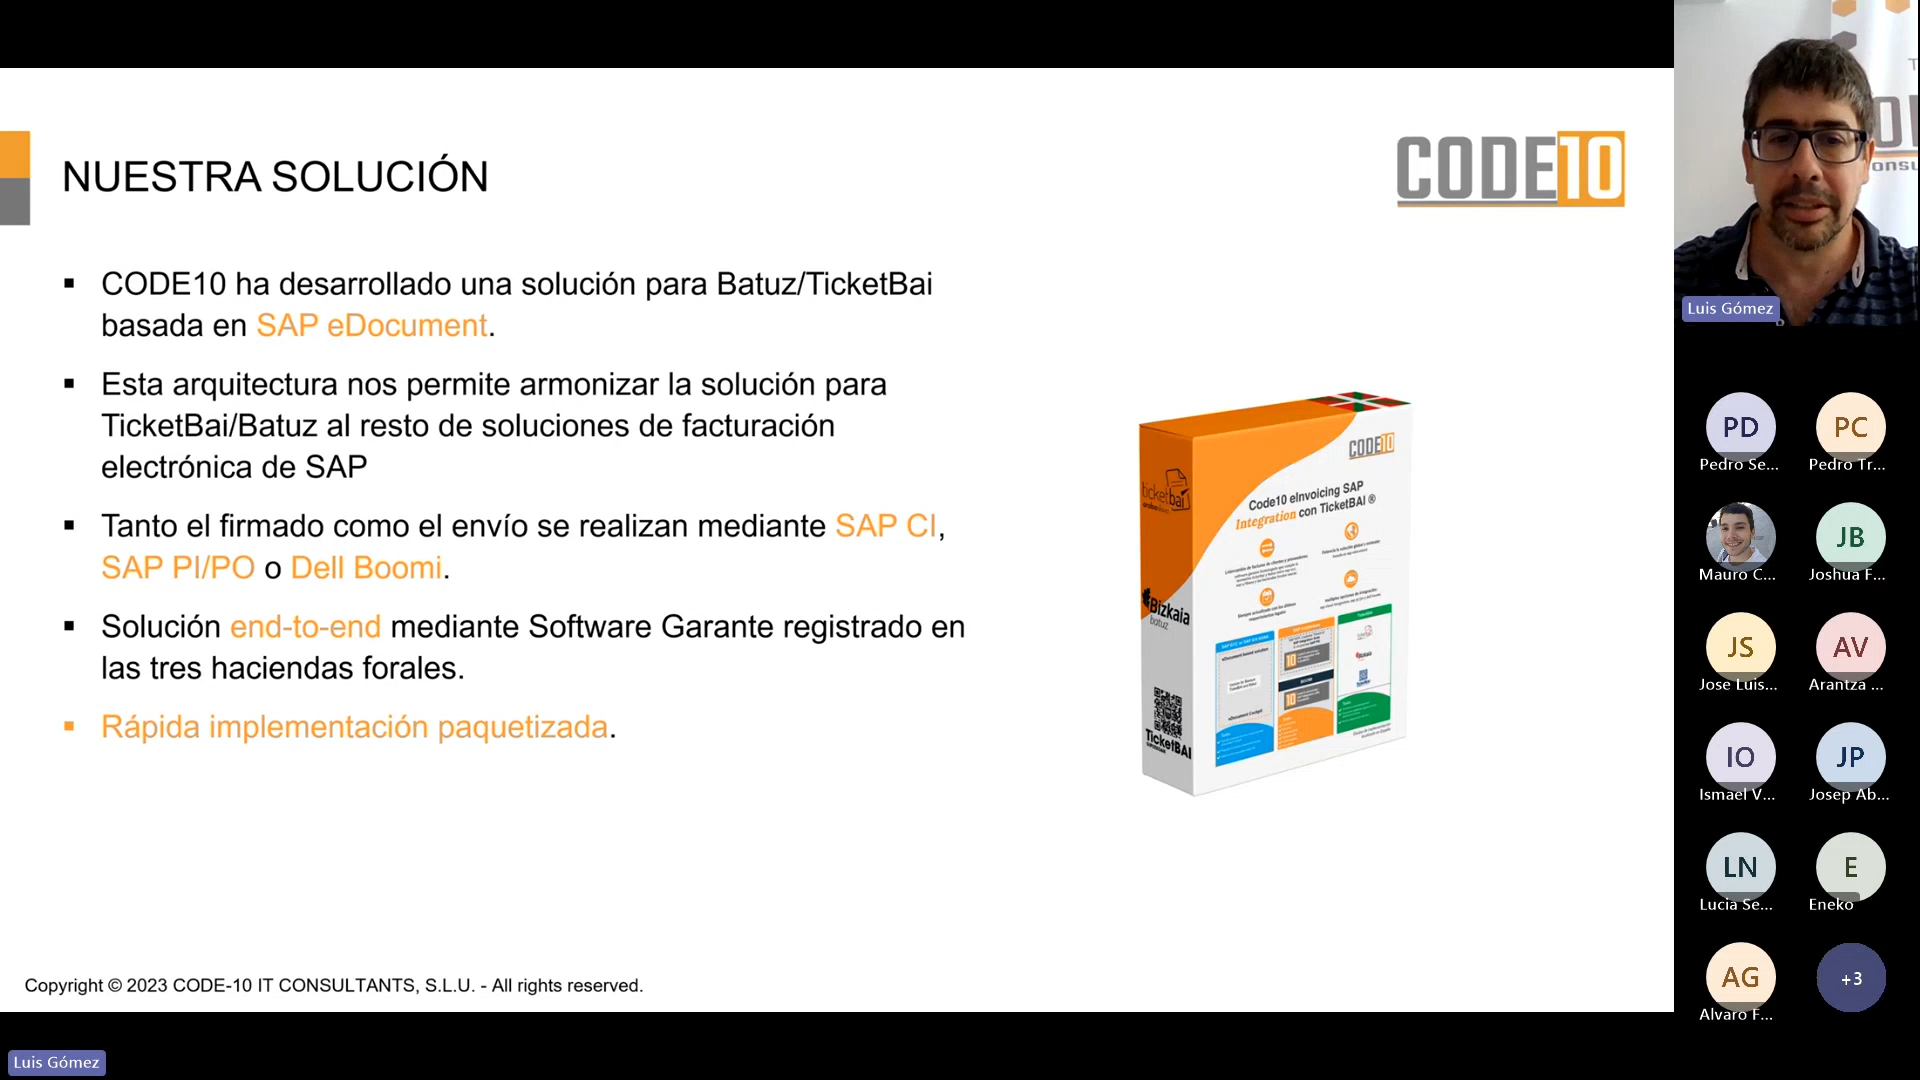 NUESTRA SOLUCIÓN
CODE10
▪ CODE10 ha desarrollado una solución para Batuz/TicketBai
basada en SAP eDocument.
▪ Esta arquitectura nos permite armonizar la solución para
TicketBai/Batuz al resto de soluciones de facturación
electrónica de SAP
▪ Tanto el firmado como el envío se realizan mediante SAP CI,
SAP PI/PO o Dell Boomi.
▪ Solución end-to-end mediante Software Garante registrado en
las tres haciendas forales.
▪ Rápida implementación paquetizada.
CODE10
ticketbai
Code10 eInvoicing SAP
Integration con TicketBAI ®
Bizkaia
batuz
TicketBAI
Copyright © 2023 CODE-10 IT CONSULTANTS, S.L.U. - All rights reserved.
Luis Gómez
Luis Gómez
PD
PC
Pedro Se...
Pedro Tr...
JB
Mauro C...
Joshua F...
JS
AV
Jose Luis...
Arantza ...
IO
JP
Ismael V...
Josep Ab...
LN
E
Lucia Se...
Eneko
AG
+3
Alvaro F...